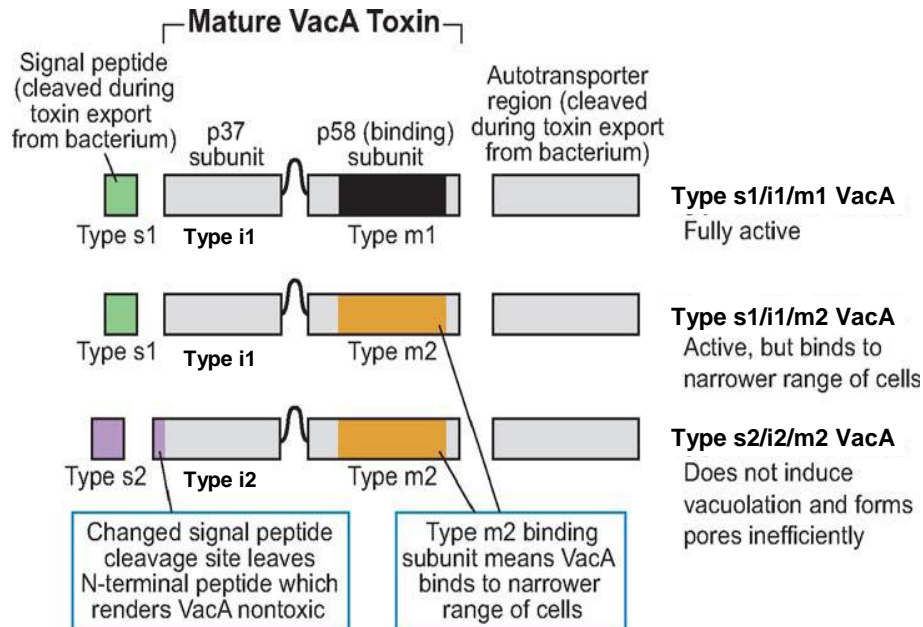 Mature VacA Toxin
Signal peptide
(cleaved during
toxin export
from bacterium)
p37
subunit
p58 (binding)
subunit
Autotransporter
region (cleaved
during toxin export
from bacterium)
Type s1
Type i1
Type m1
Type s1/i1/m1 VacA
Fully active
Type s1
Type i1
Type m2
Type s1/i1/m2 VacA
Active, but binds to
narrower range of cells
Type s2
Type i2
Type m2
Type s2/i2/m2 VacA
Does not induce
vacuolation and forms
pores inefficiently
Changed signal peptide
cleavage site leaves
N-terminal peptide which
renders VacA nontoxic
Type m2 binding
subunit means VacA
binds to narrower
range of cells